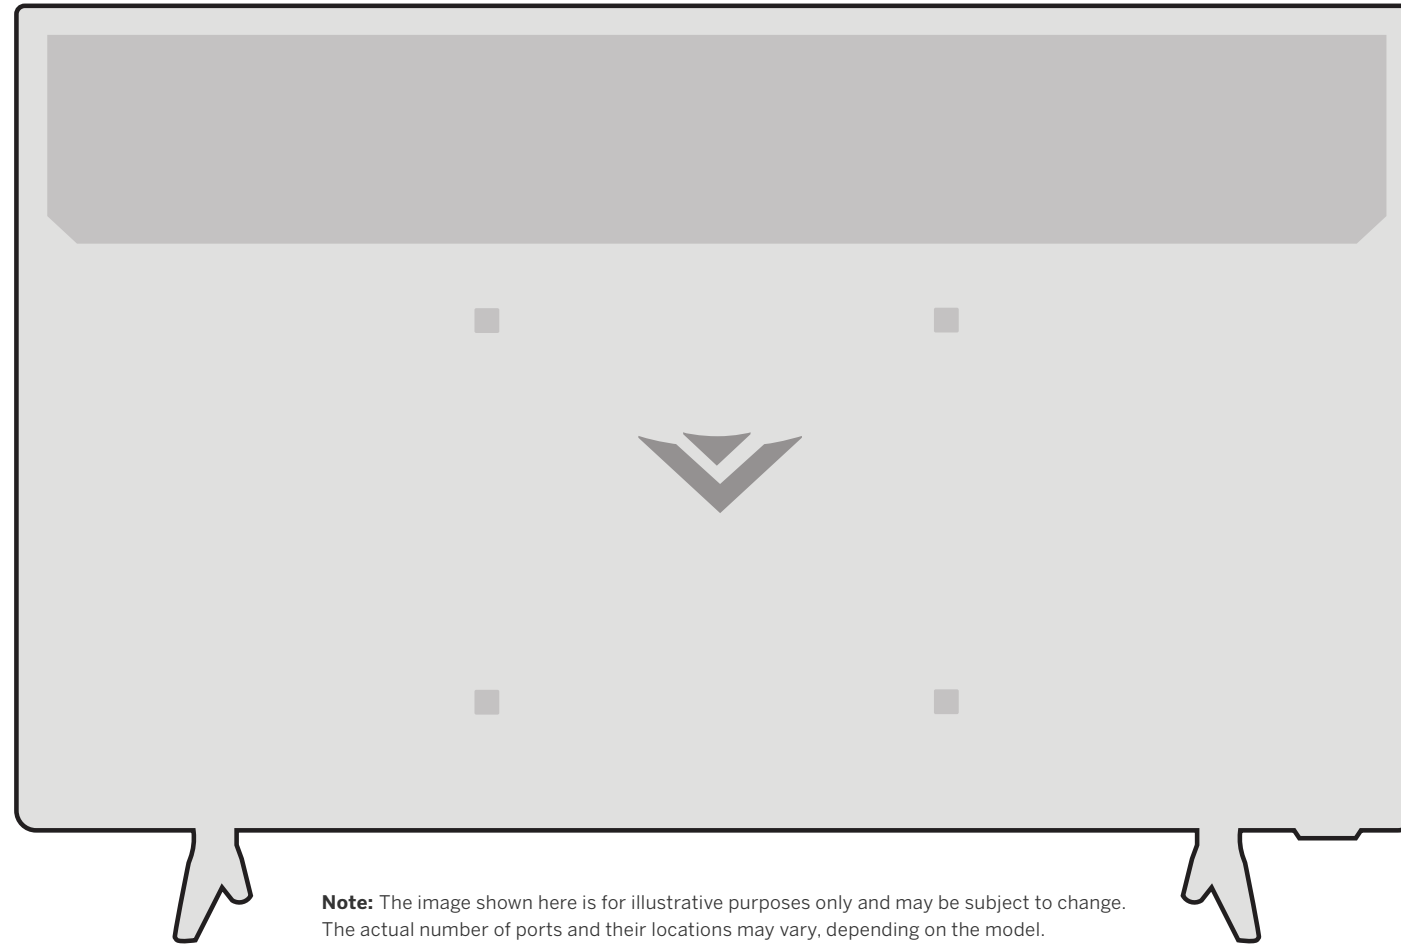 Note: The image shown here is for illustrative purposes only and may be subject to change.
The actual number of ports and their locations may vary, depending on the model.